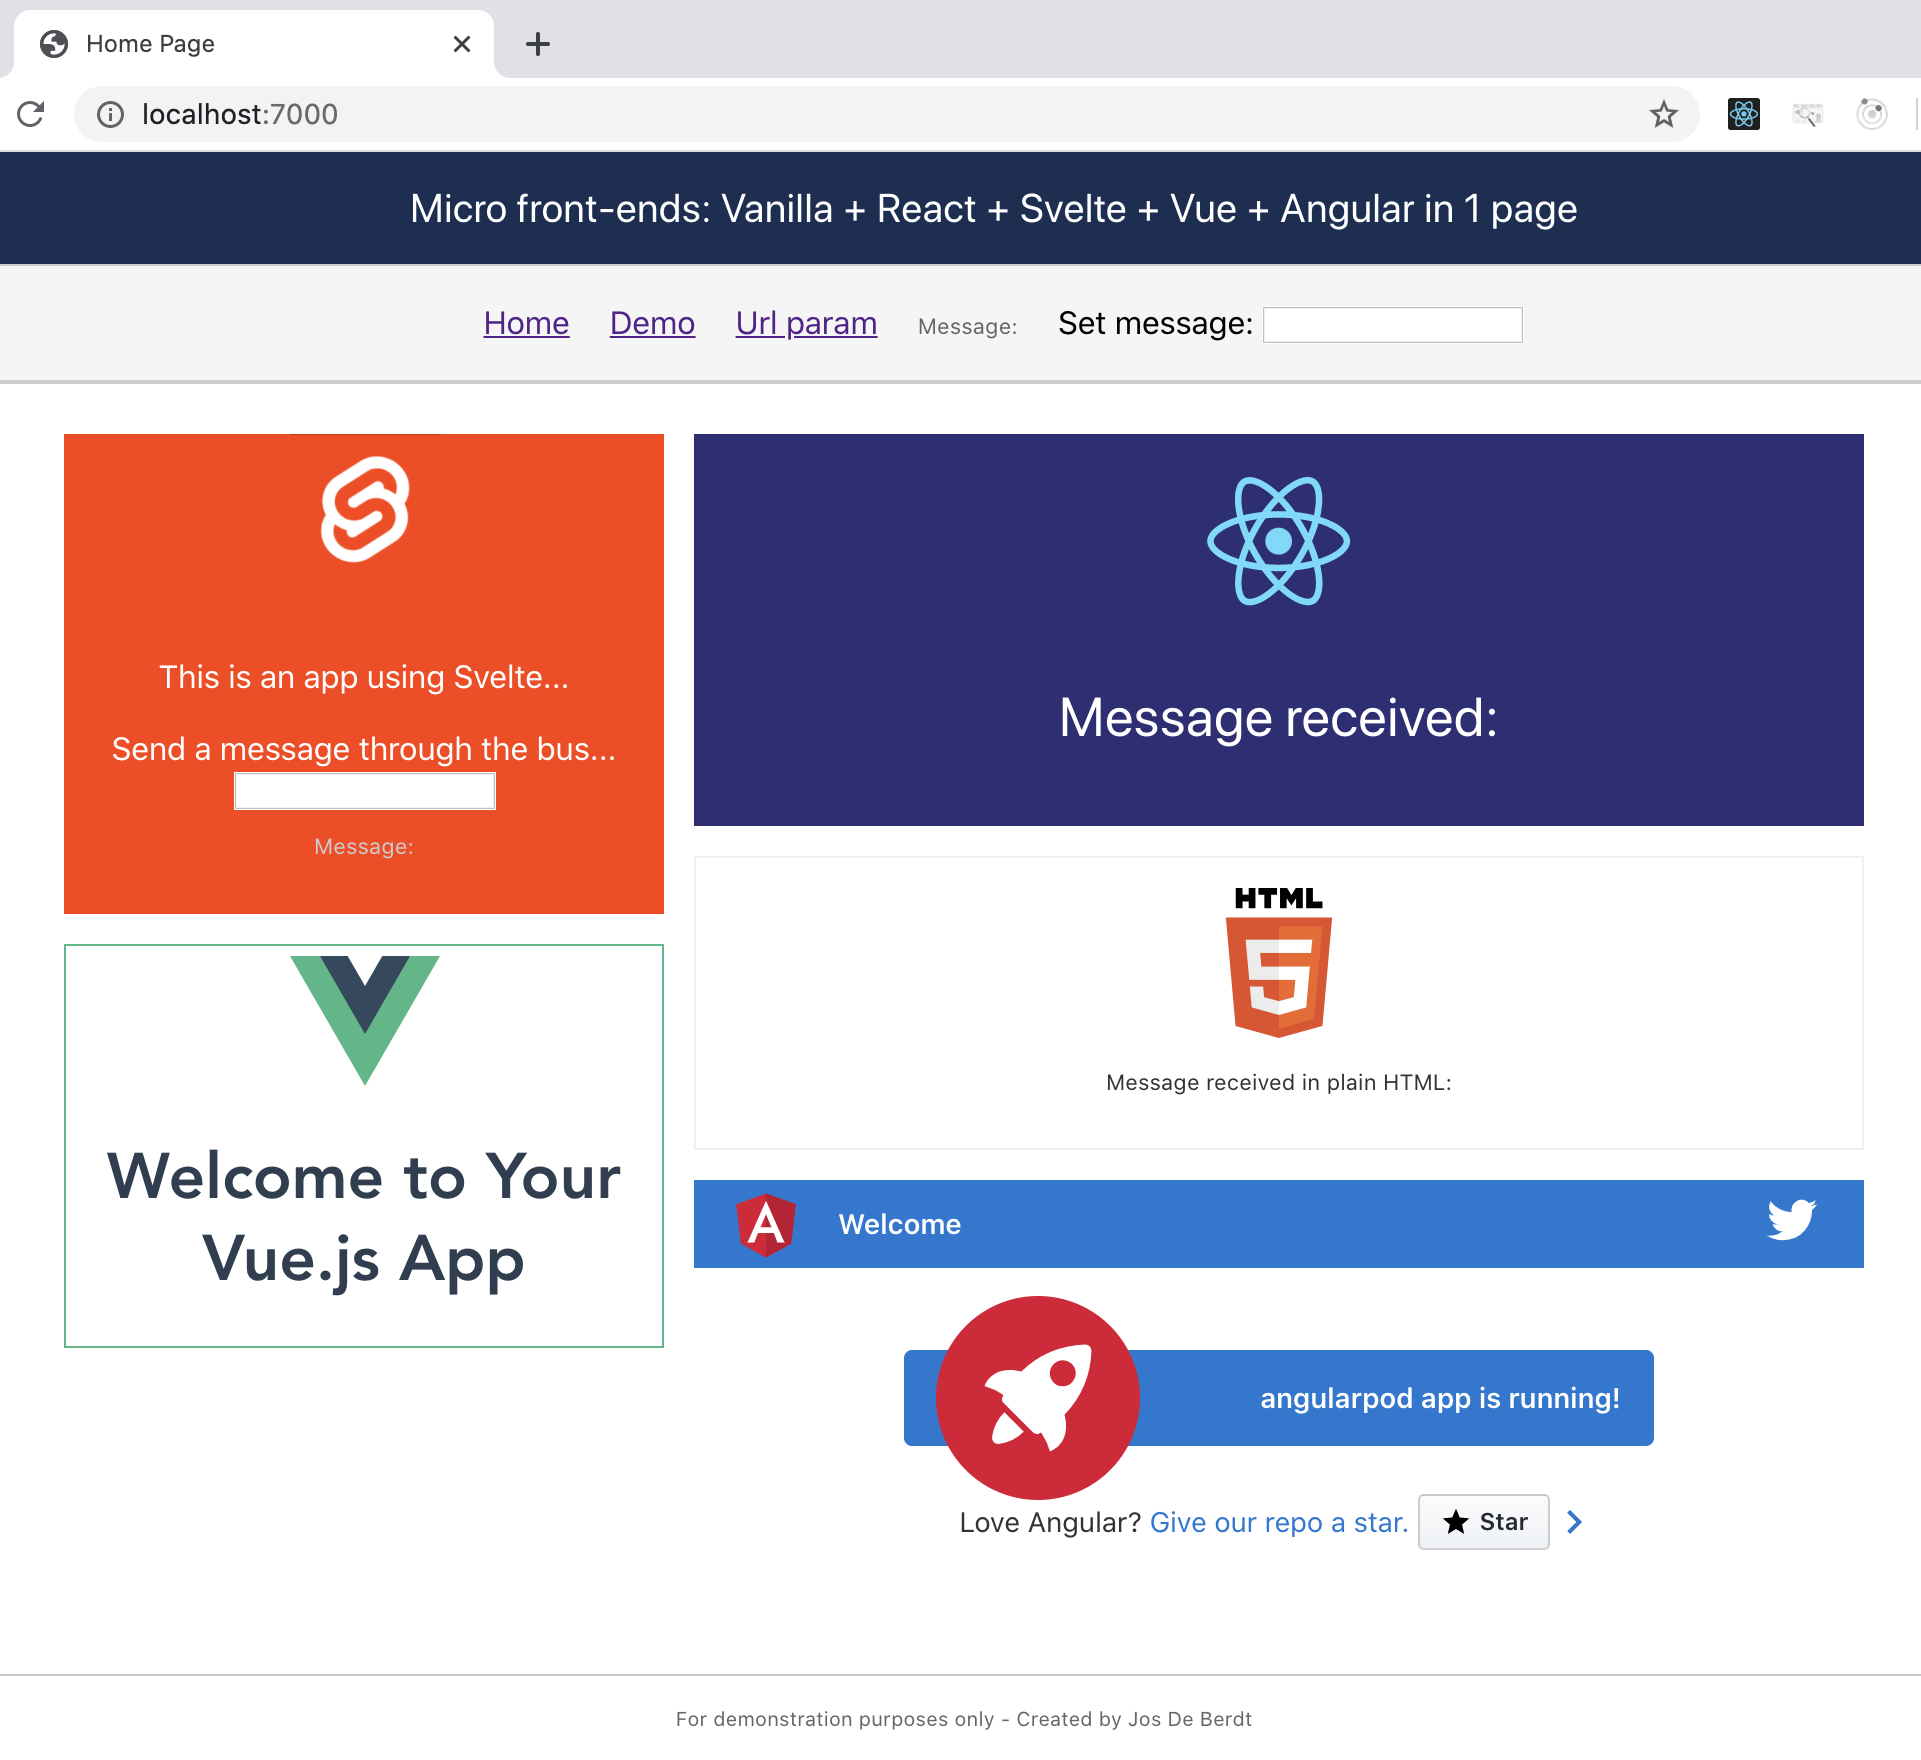 Home Page
localhost:7000
Micro front-ends: Vanilla + React + Svelte + Vue + Angular in 1 page
Home Demo Url param Message: Set message:
This is an app using Svelte...
Send a message through the bus...
Message:
Message received:
HTML
5
Message received in plain HTML:
Welcome to Your
Vue.js App
A Welcome
angularpod app is running!
Love Angular? Give our repo a star. Star
For demonstration purposes only - Created by Jos De Berdt